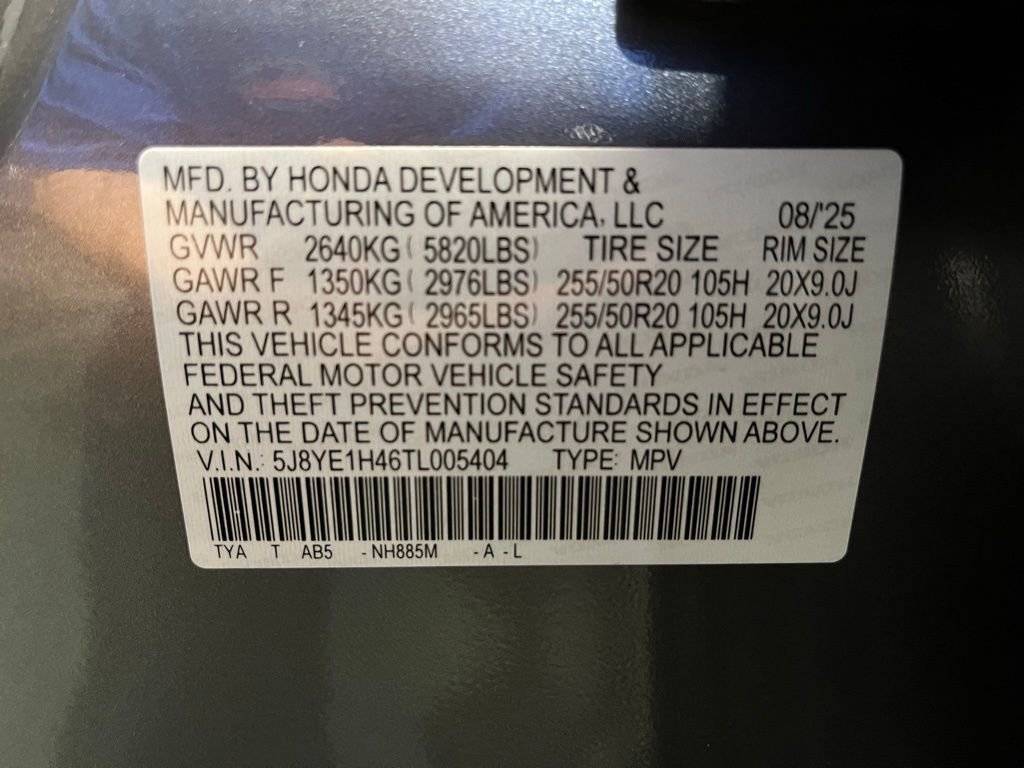 MFD. BY HONDA DEVELOPMENT &
MANUFACTURING OF AMERICA, LLC 08/'25
GVWR 2640KG ( 5820LBS) TIRE SIZE RIM SIZE
GAWR F 1350KG ( 2976LBS) 255/50R20 105H 20X9.0J
GAWR R 1345KG ( 2965LBS) 255/50R20 105H 20X9.0J
THIS VEHICLE CONFORMS TO ALL APPLICABLE
FEDERAL MOTOR VEHICLE SAFETY
AND THEFT PREVENTION STANDARDS IN EFFECT
ON THE DATE OF MANUFACTURE SHOWN ABOVE.
V.I.N.: 5J8YE1H46TL005404 TYPE: MPV
TYA T AB5 - NH885M - A - L